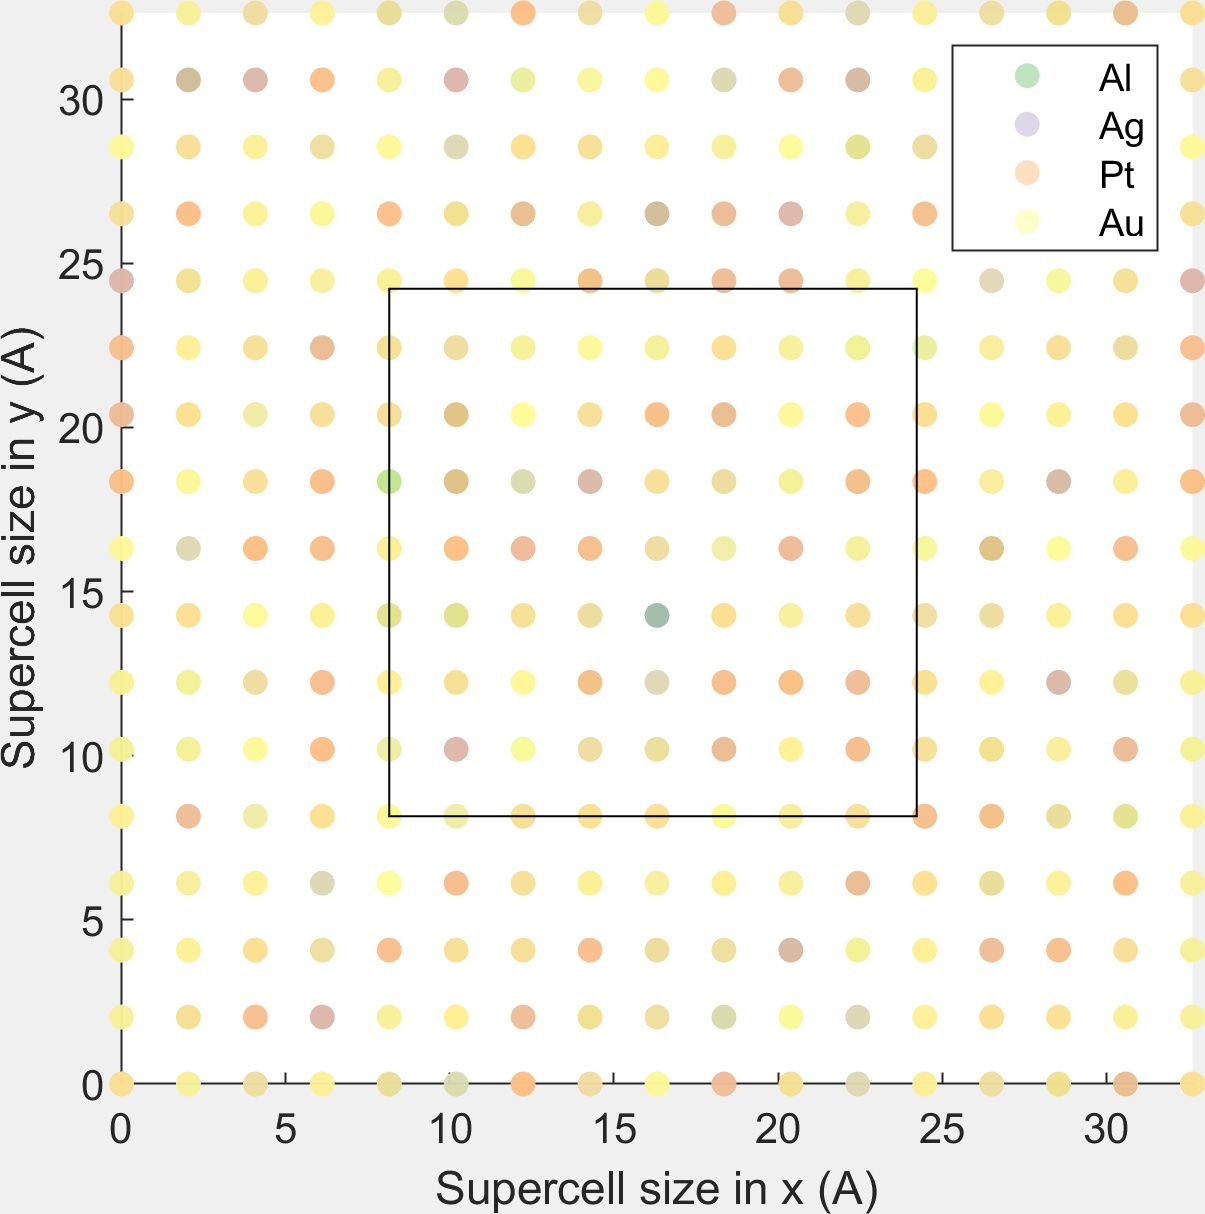 Al
Ag
Pt
Au
30
25
20
15
10
5
0
0 5 10 15 20 25 30
Supercell size in x (A)
Supercell size in y (A)